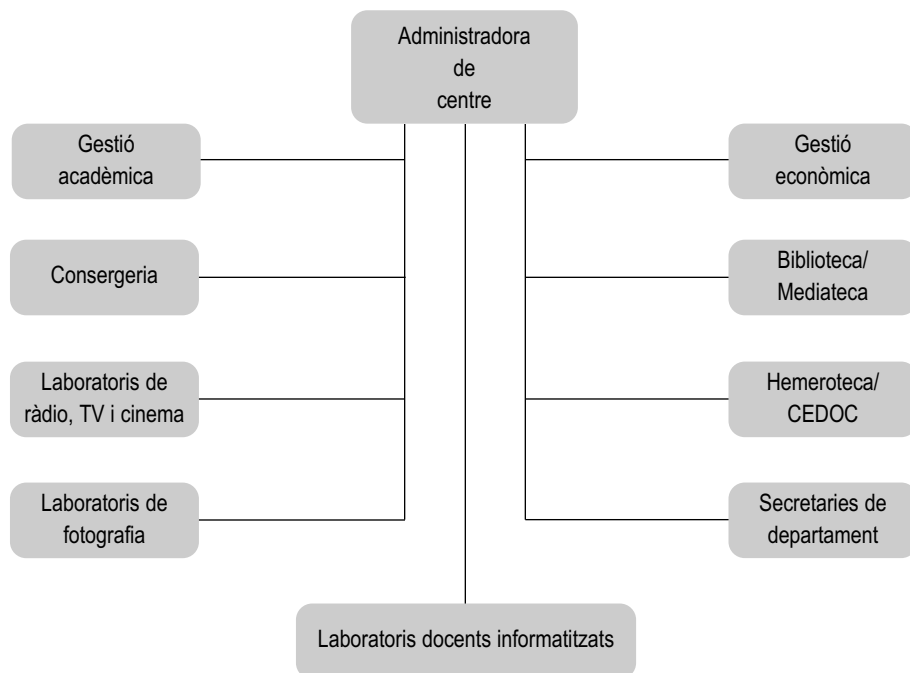 Administradora
de
centre
Gestió
acadèmica
Gestió
econòmica
Consergeria
Biblioteca/
Mediateca
Laboratoris de
ràdio, TV i cinema
Hemeroteca/
CEDOC
Laboratoris de
fotografia
Secretaries de
departament
Laboratoris docents informatitzats